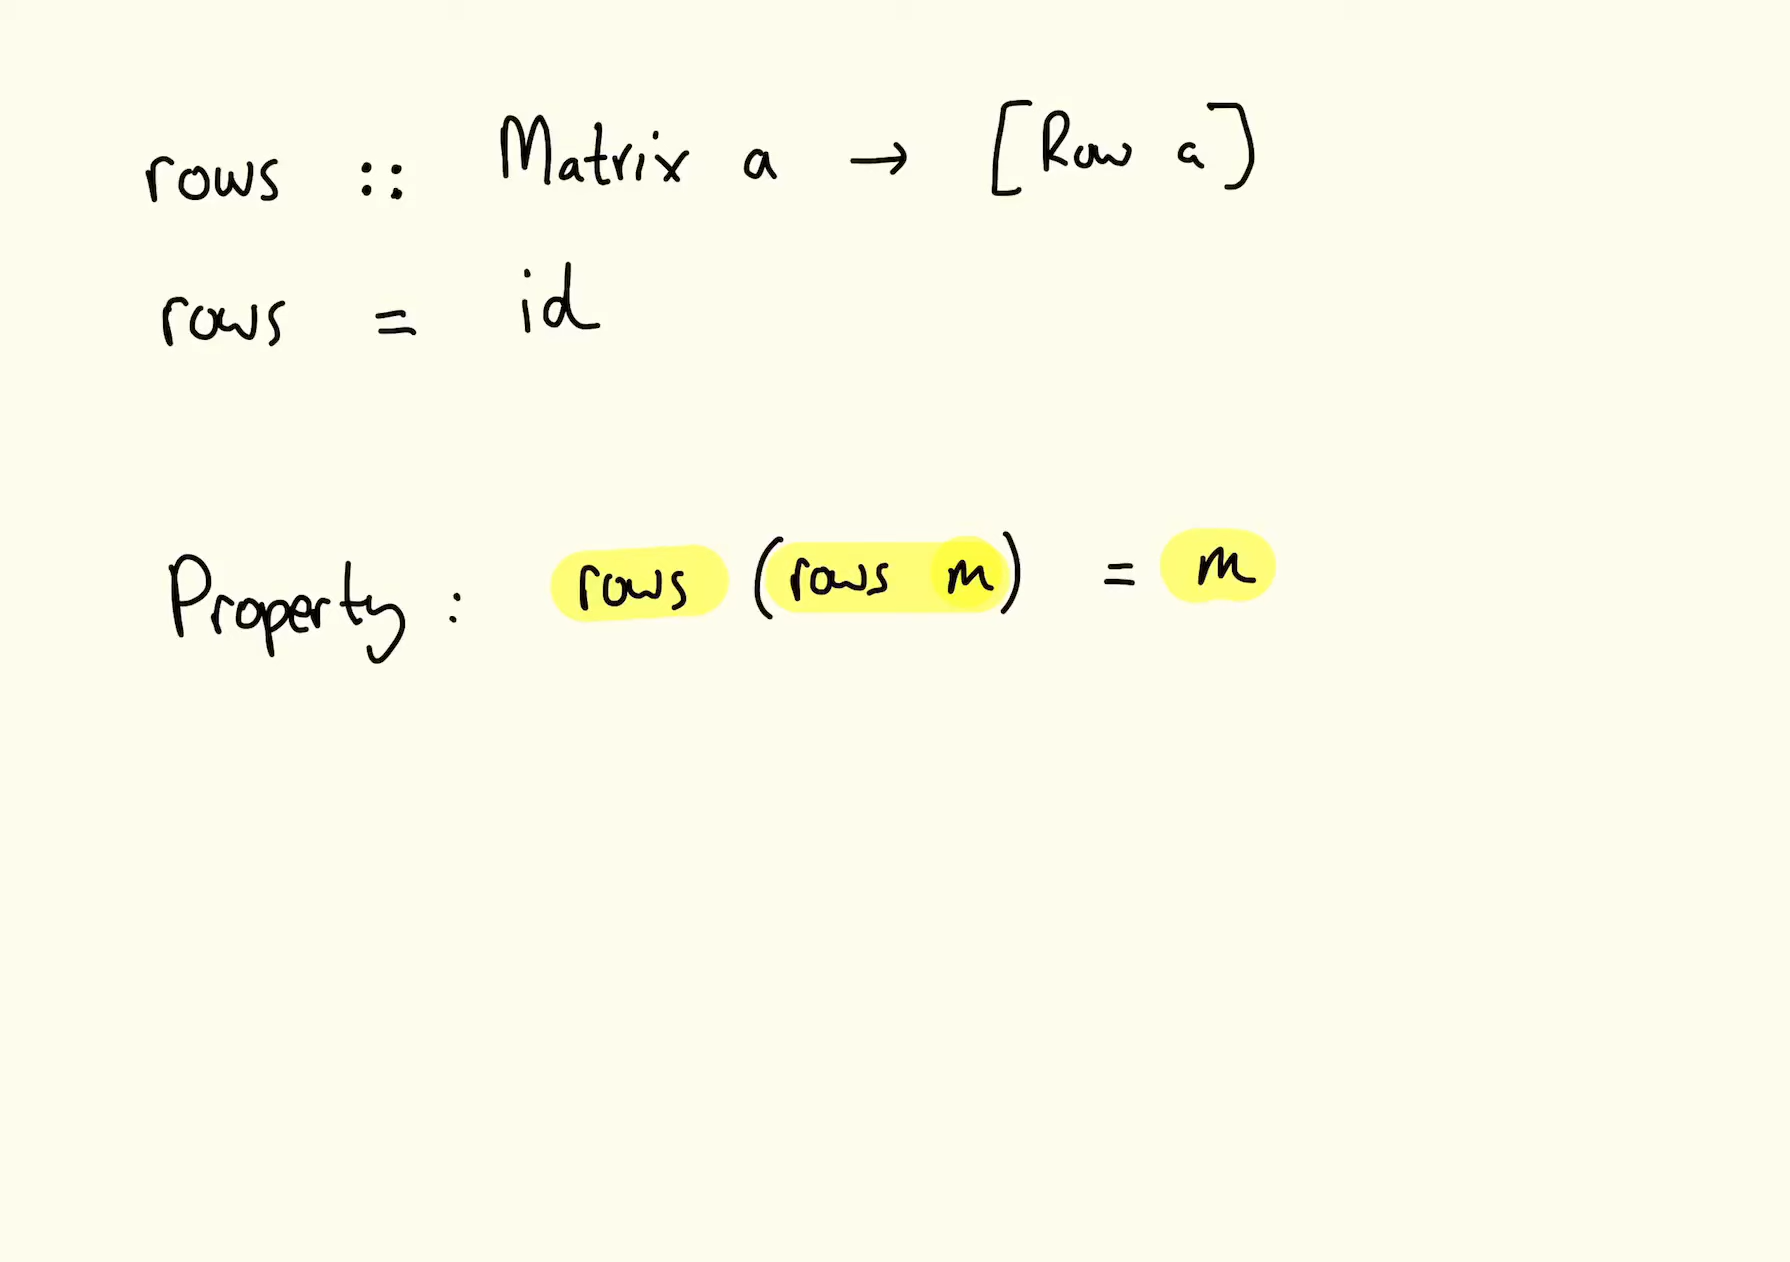 rows :: Matrix a → [Row a]
rows = id
Property : rows (rows m) = m